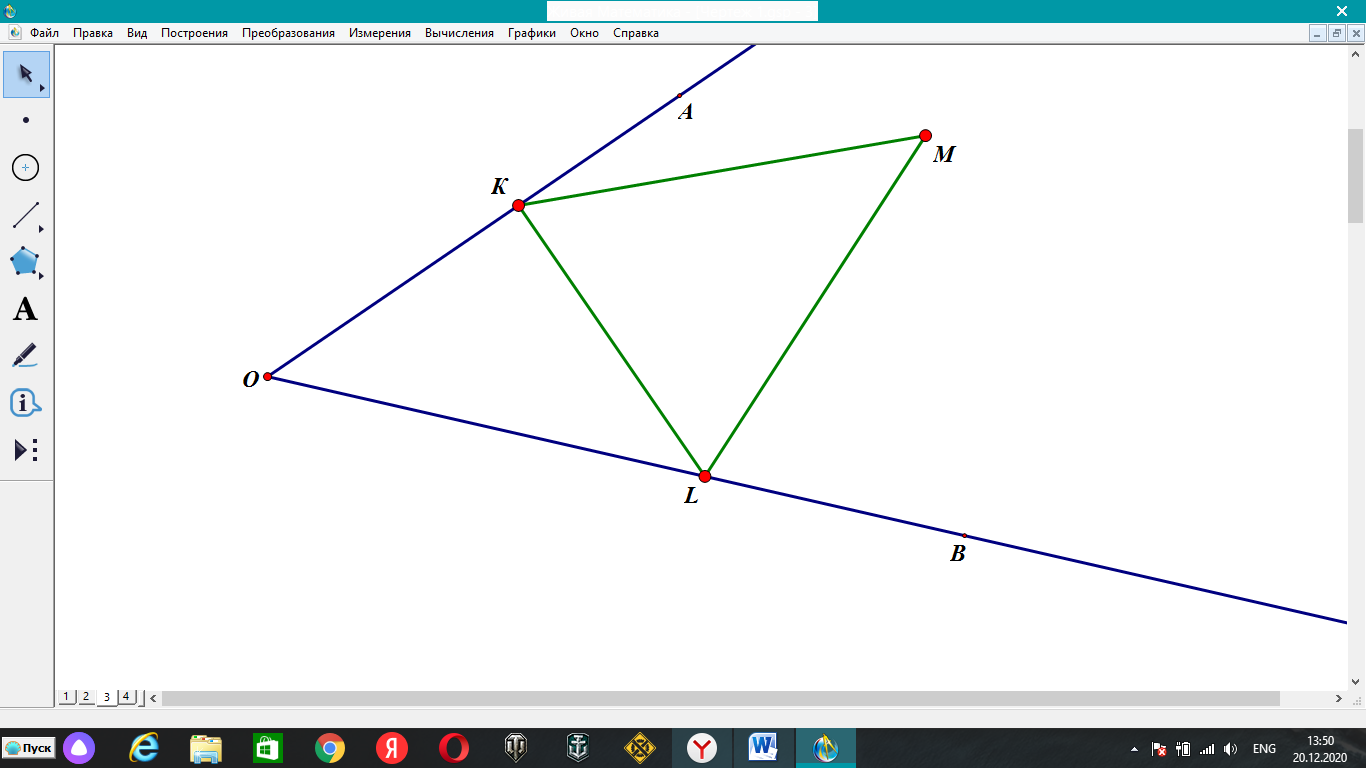 Файл Правка Вид Построения Преобразования Измерения Вычисления Графики Окно Справка
A
M
K
O
L
B
A
1 2 3 4
Пуск
Я
Y
W
ENG
13:50
20.12.2020